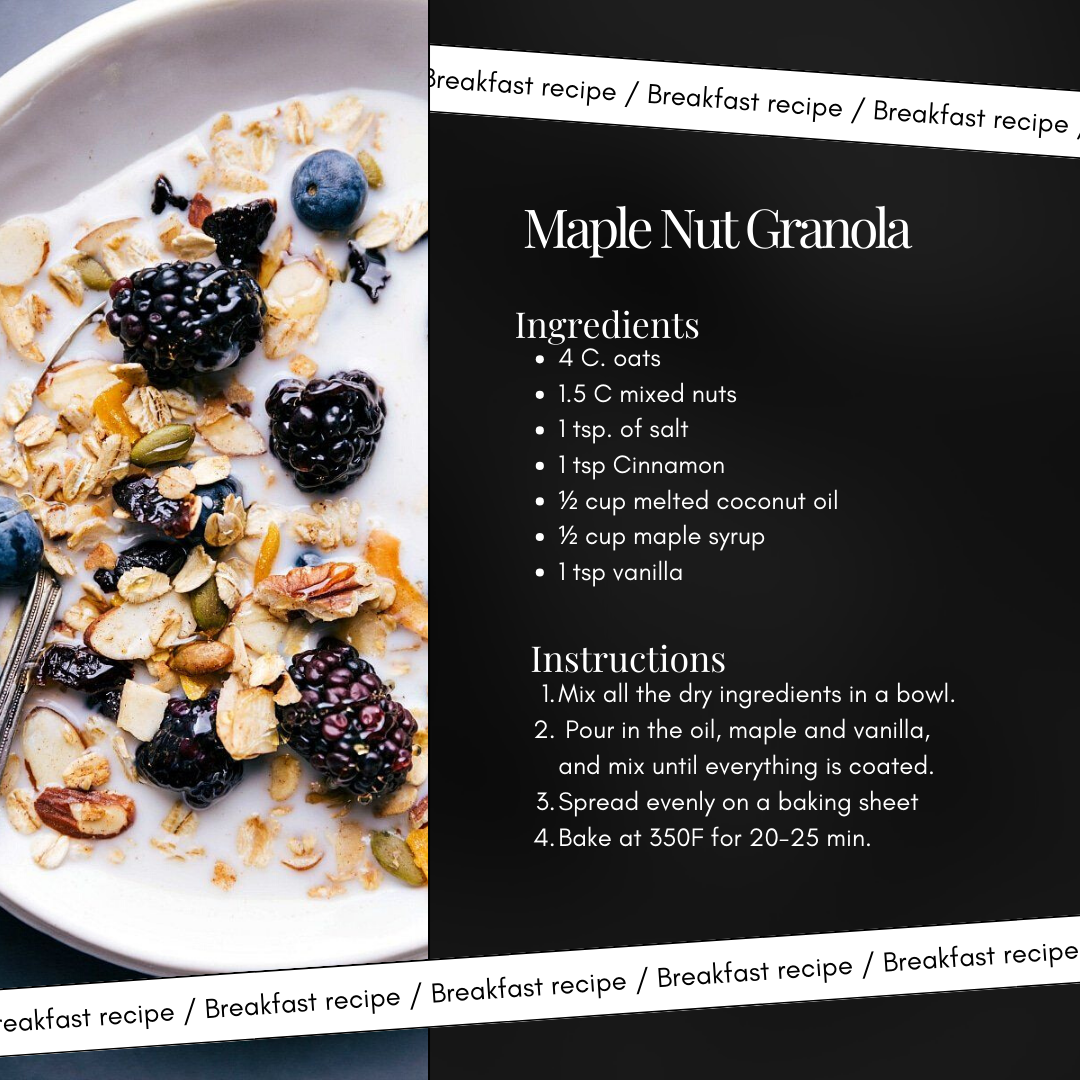 Breakfast recipe / Breakfast recipe / Breakfast recipe /
Maple Nut Granola
Ingredients
• 4 C. oats
• 1.5 C mixed nuts
• 1 tsp. of salt
• 1 tsp Cinnamon
• ½ cup melted coconut oil
• ½ cup maple syrup
• 1 tsp vanilla
Instructions
1. Mix all the dry ingredients in a bowl.
2. Pour in the oil, maple and vanilla,
and mix until everything is coated.
3. Spread evenly on a baking sheet
4. Bake at 350F for 20-25 min.
reakfast recipe / Breakfast recipe / Breakfast recipe / Breakfast recipe / Breakfast recipe